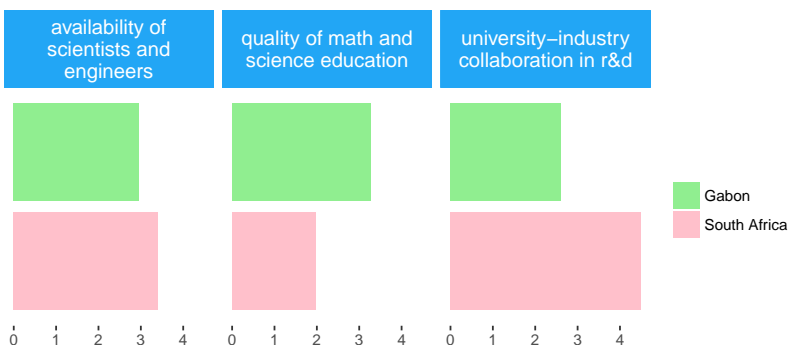 availability of
scientists and
engineers
quality of math and
science education
university−industry
collaboration in r&d
Gabon
South Africa
0 1 2 3 4
0 1 2 3 4
0 1 2 3 4